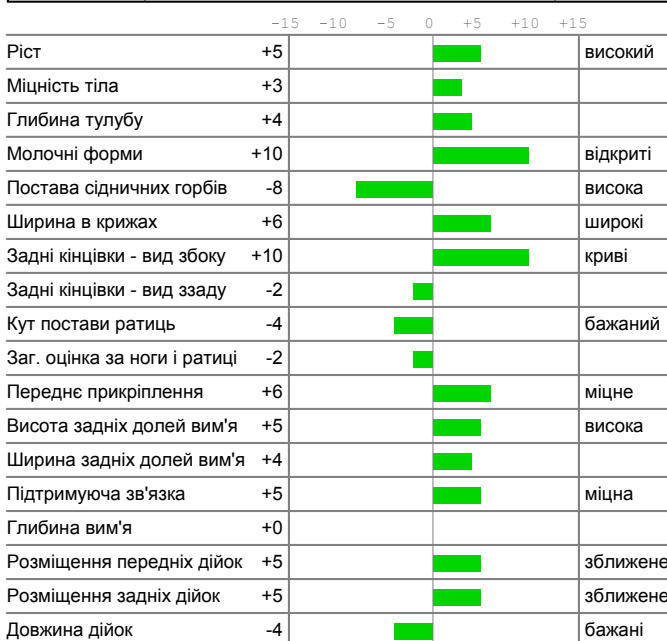 -15 -10 -5 0 +5 +10 +15
Ріст +5 високий
Міцність тіла +3
Глибина тулубу +4
Молочні форми +10 відкриті
Постава сідничних горбів -8 висока
Ширина в крижах +6 широкі
Задні кінцівки - вид збоку +10 криві
Задні кінцівки - вид ззаду -2
Кут постави ратиць -4 бажаний
Заг. оцінка за ноги і ратиці -2
Переднє прикріплення +6 міцне
Висота задніх долей вим'я +5 висока
Ширина задніх долей вим'я +4
Підтримуюча зв'язка +5 міцна
Глибина вим'я +0
Розміщення передніх дійок +5 зближене
Розміщення задніх дійок +5 зближене
Довжина дійок -4 бажані